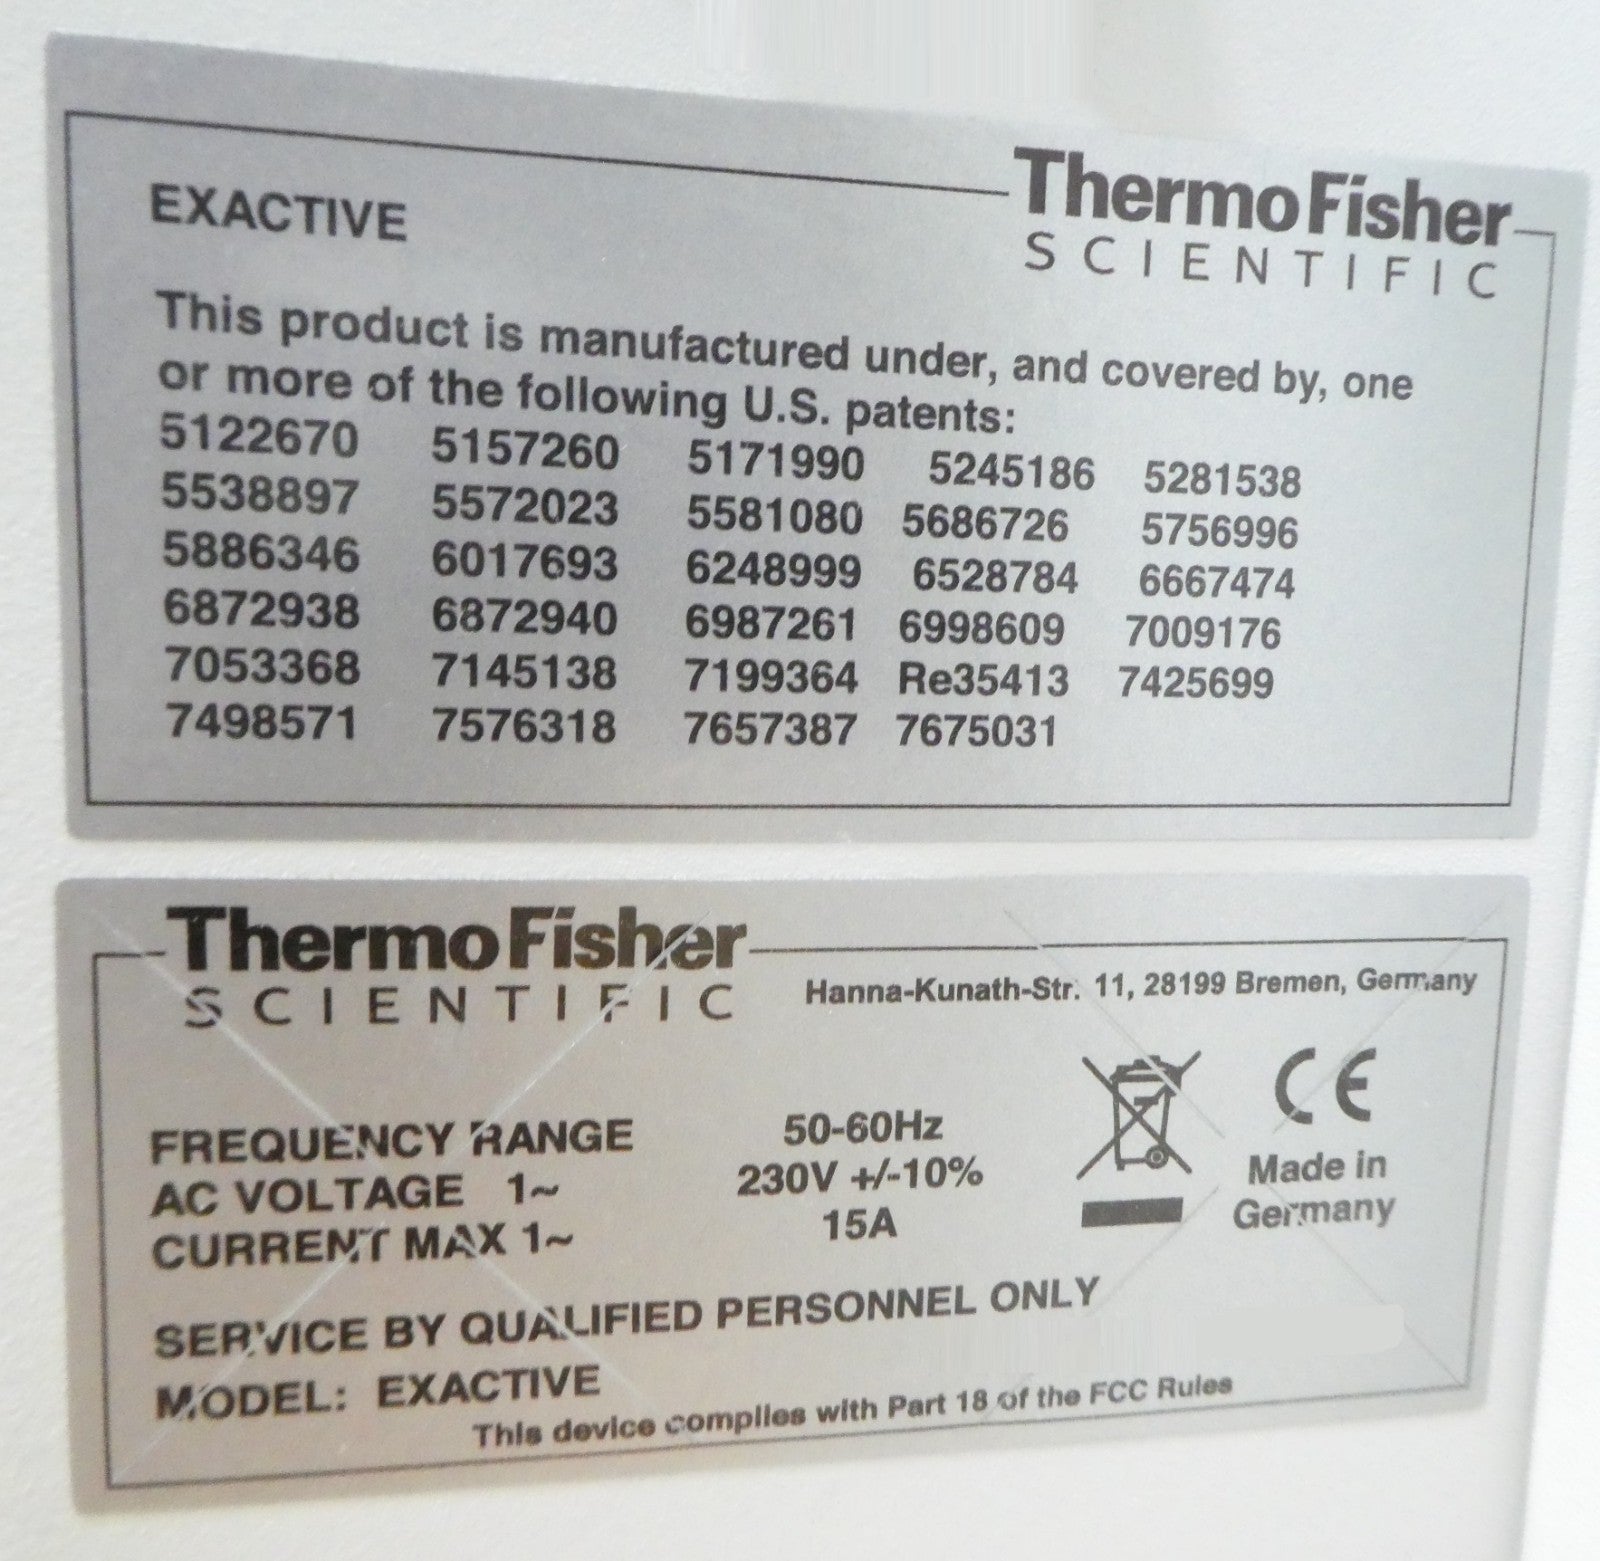 ThermoFisher
SCIENTIFIC
EXACTIVE
This product is manufactured under, and covered by, one
or more of the following U.S. patents:
5122670 5157260 5171990 5245186 5281538
5538897 5572023 5581080 5686726 5756996
5886346 6017693 6248999 6528784 6667474
6872938 6872940 6987261 6998609 7009176
7053368 7145138 7199364 Re35413 7425699
7498571 7576318 7657387 7675031
ThermoFisher
SCIENTIFIC
Hanna-Kunath-Str. 11, 28199 Bremen, Germany
FREQUENCY RANGE 50-60Hz
AC VOLTAGE 1~ 230V +/-10%
CURRENT MAX 1~ 15A
CE
Made in
Germany
SERVICE BY QUALIFIED PERSONNEL ONLY
MODEL: EXACTIVE
This device complies with Part 18 of the FCC Rules